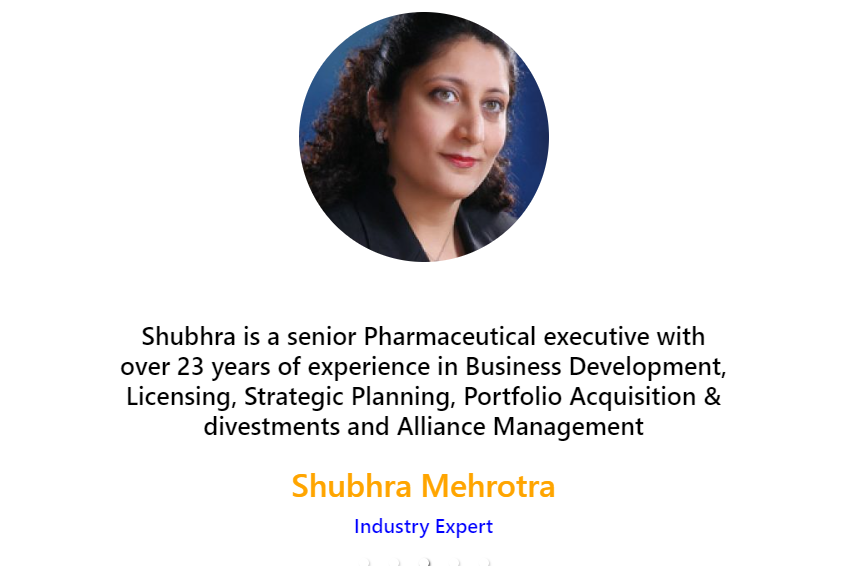 Shubhra is a senior Pharmaceutical executive with
over 23 years of experience in Business Development,
Licensing, Strategic Planning, Portfolio Acquisition &
divestments and Alliance Management
Shubhra Mehrotra
Industry Expert